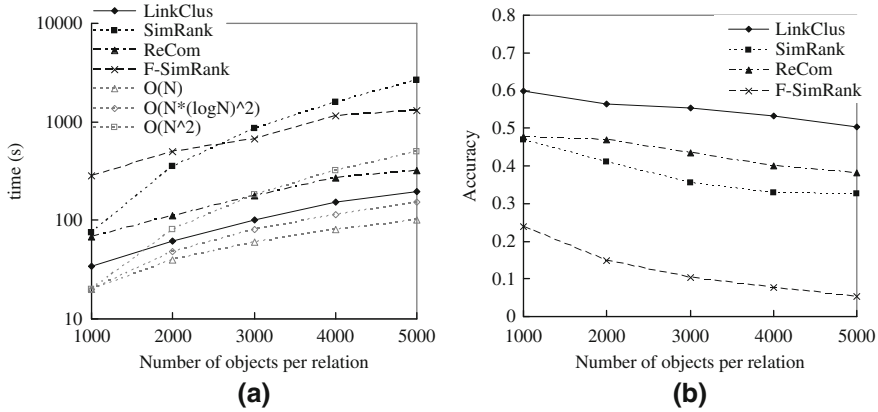 10000
1000
100
10
time (s)
LinkClus
SimRank
ReCom
F-SimRank
O(N)
O(N*(logN)^2)
O(N^2)
1000 2000 3000 4000 5000
Number of objects per relation
(a)
0.8
0.7
0.6
0.5
0.4
0.3
0.2
0.1
0
Accuracy
LinkClus
SimRank
ReCom
F-SimRank
1000 2000 3000 4000 5000
Number of objects per relation
(b)